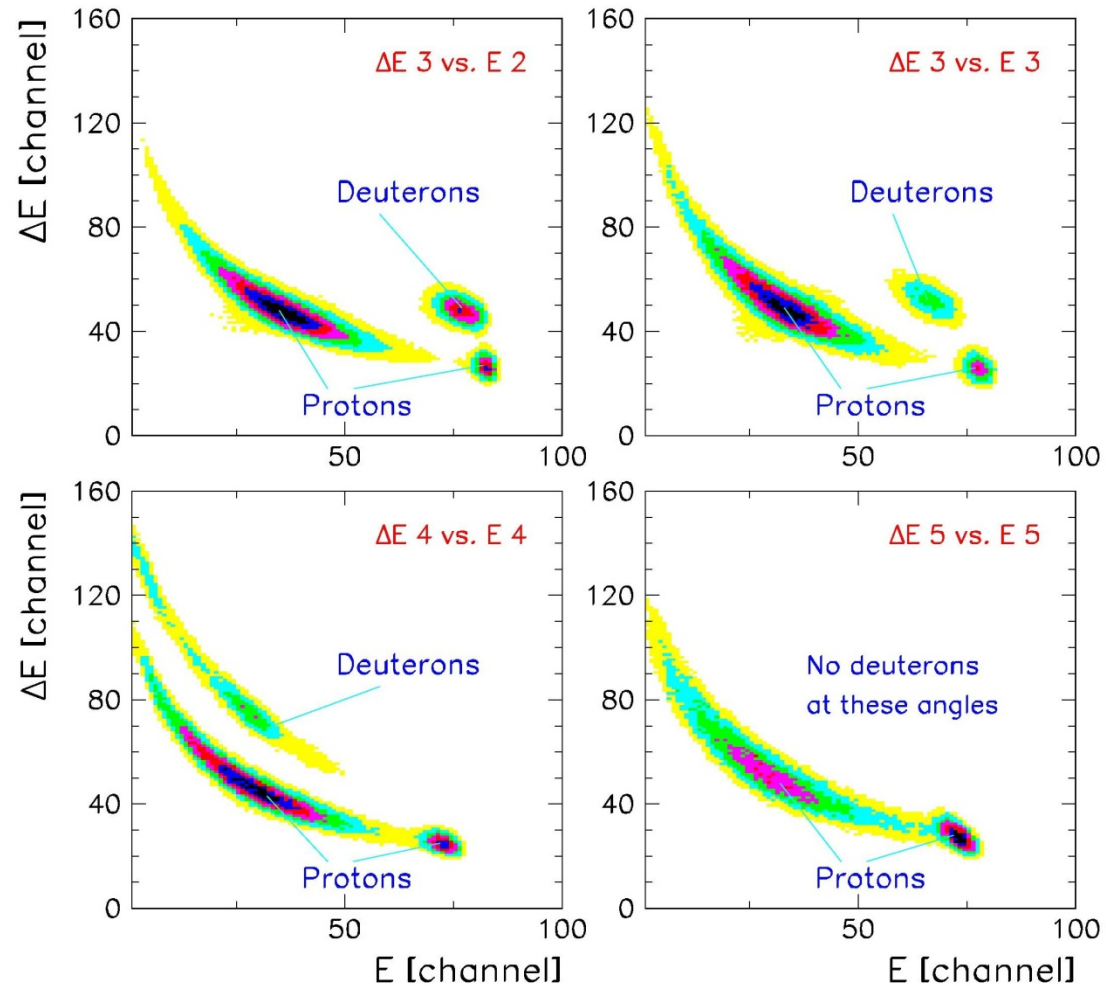 ΔE [channel]
160
120
80
40
0
ΔE 3 vs. E 2
Deuterons
Protons
50
100
160
120
80
40
0
ΔE 3 vs. E 3
Deuterons
Protons
50
100
ΔE [channel]
160
120
80
40
0
ΔE 4 vs. E 4
Deuterons
Protons
50
100
E [channel]
160
120
80
40
0
ΔE 5 vs. E 5
No deuterons
at these angles
Protons
50
100
E [channel]